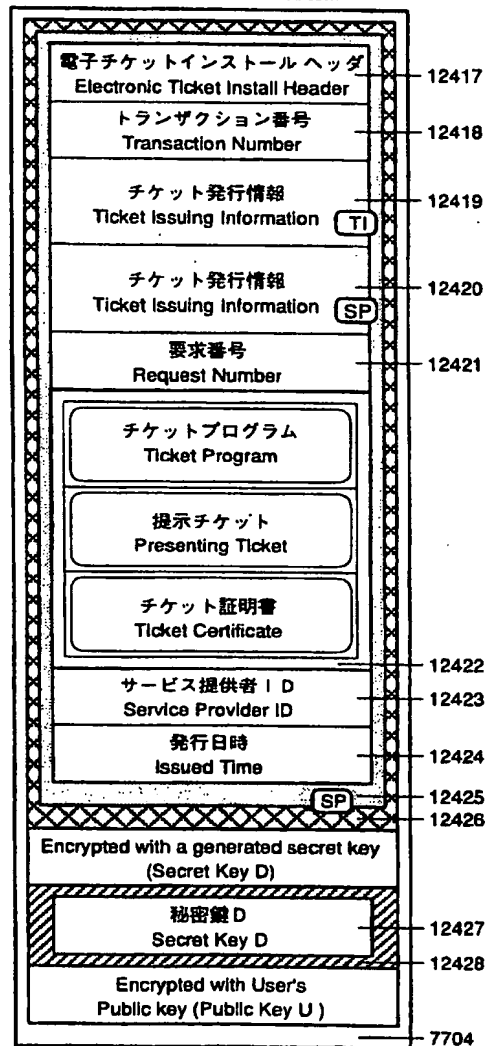 電子チケットインストール ヘッダ
Electronic Ticket Install Header
12417
トランザクション番号
Transaction Number
12418
チケット発行情報
Ticket Issuing Information
TI
12419
チケット発行情報
Ticket Issuing Information
SP
12420
要求番号
Request Number
12421
チケットプログラム
Ticket Program
提示チケット
Presenting Ticket
チケット証明書
Ticket Certificate
12422
サービス提供者 I D
Service Provider ID
12423
発行日時
Issued Time
12424
SP
12425
12426
Encrypted with a generated secret key
(Secret Key D)
秘密鍵 D
Secret Key D
12427
12428
Encrypted with User's
Public key (Public Key U )
7704